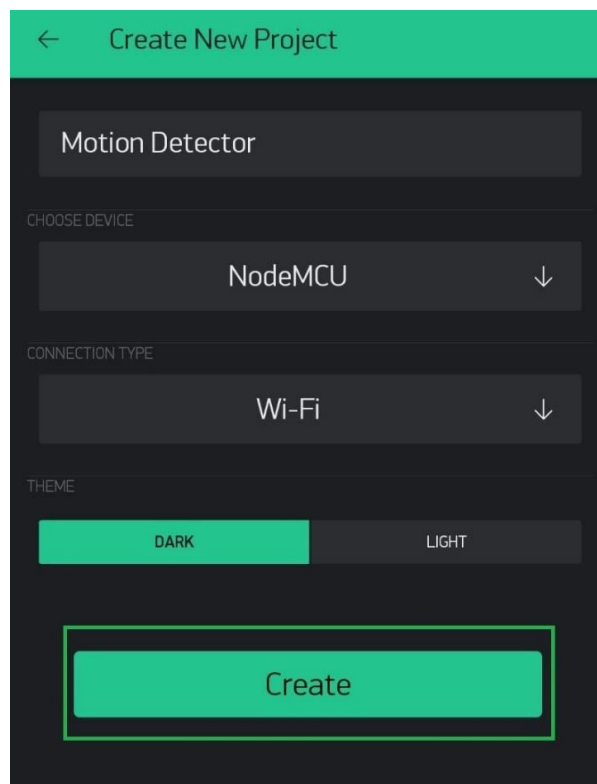 Create New Project
Motion Detector
CHOOSE DEVICE
NodeMCU
CONNECTION TYPE
Wi-Fi
THEME
DARK LIGHT
Create